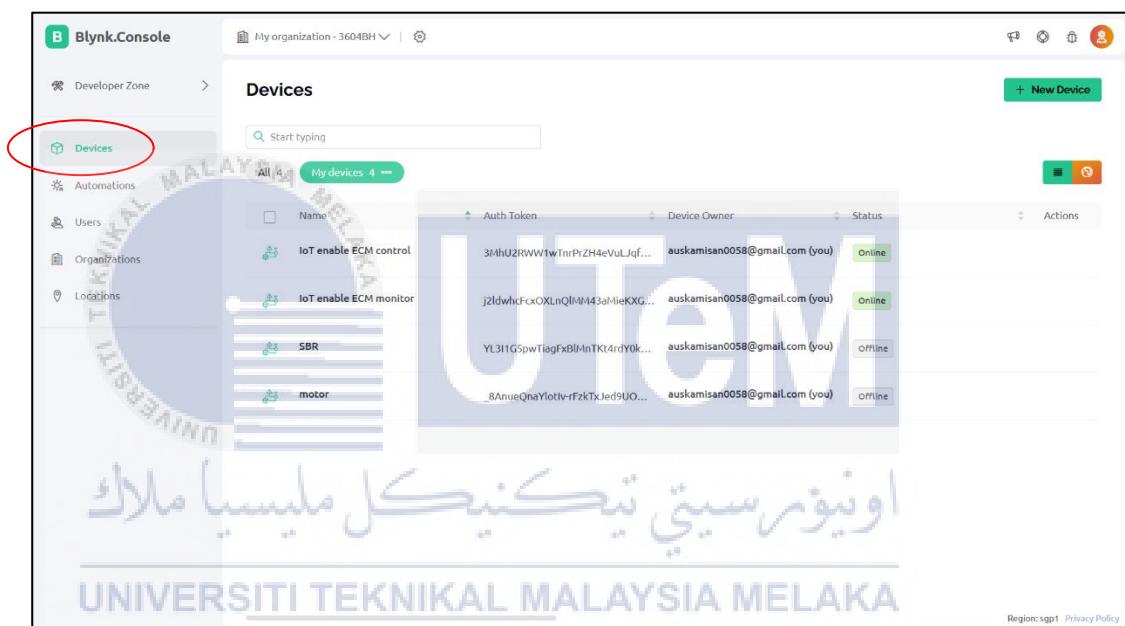 B Blynk.Console
My organization - 3604BH
Developer Zone
Devices
Automations
Users
Organizations
Locations
Devices
+ New Device
Start typing
All 4
My devices 4
Name Auth Token Device Owner Status Actions
IoT enable ECM control 3MhU2RWW1wTnrPrZH4eVuLJqf... auskamisan0058@gmail.com (you) Online
IoT enable ECM monitor j2ldwhcFcxOXLnQlMM43aMieKXG... auskamisan0058@gmail.com (you) Online
SBR YL3I1G5pwTiagFxBlMnTKt4rdY0k... auskamisan0058@gmail.com (you) Offline
motor _8AnueQnaYlotIv-rFzkTxJed9UO... auskamisan0058@gmail.com (you) Offline
UNIVERSITI TEKNIKAL MALAYSIA MELAKA
UTeM
اونيۏرسيتي تيكنيكل مليسيا ملاك
UNIVERSITI TEKNIKAL MALAYSIA MELAKA
Region: sgp1 Privacy Policy